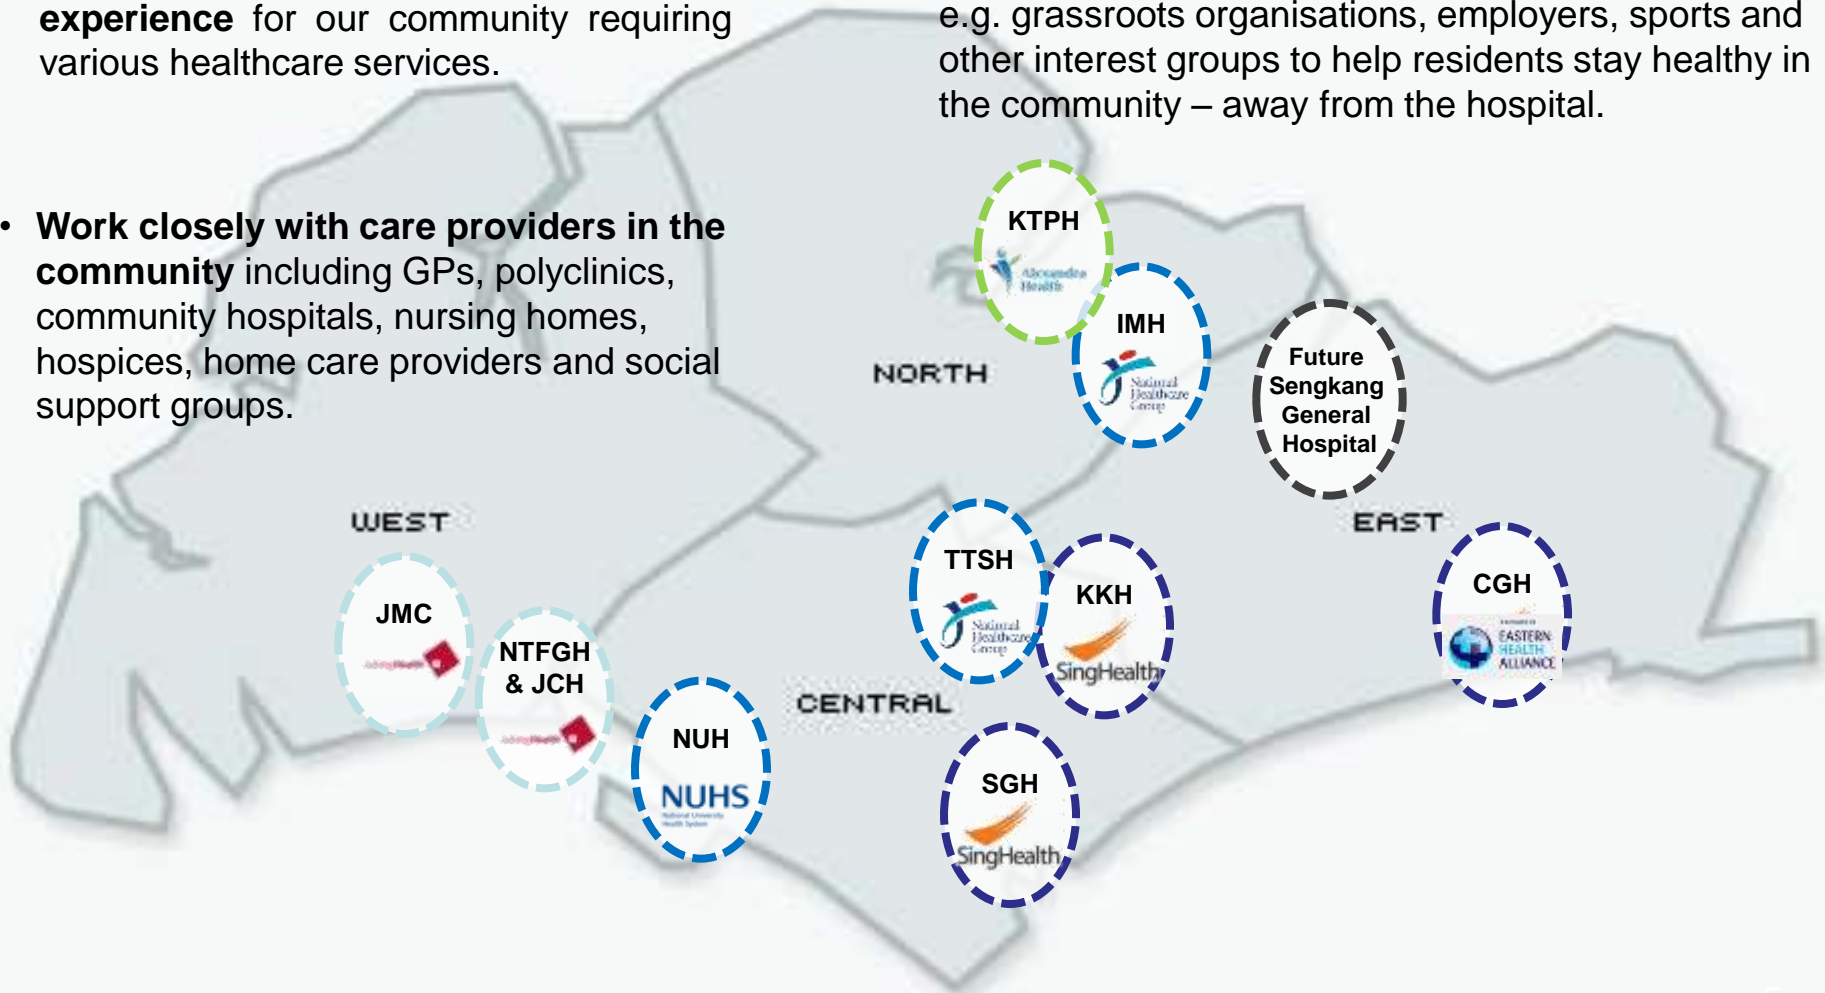 experience for our community requiring
various healthcare services.
e.g. grassroots organisations, employers, sports and
other interest groups to help residents stay healthy in
the community – away from the hospital.
• Work closely with care providers in the
community including GPs, polyclinics,
community hospitals, nursing homes,
hospices, home care providers and social
support groups.
KTPH
Alexandra
Health
IMH
National
Healthcare
Group
NORTH
Future
Sengkang
General
Hospital
WEST
EAST
TTSH
National
Healthcare
Group
KKH
SingHealth
CGH
EASTERN
HEALTH
ALLIANCE
JMC
NTFGH
& JCH
CENTRAL
NUH
NUHS
National University
Health System
SGH
SingHealth